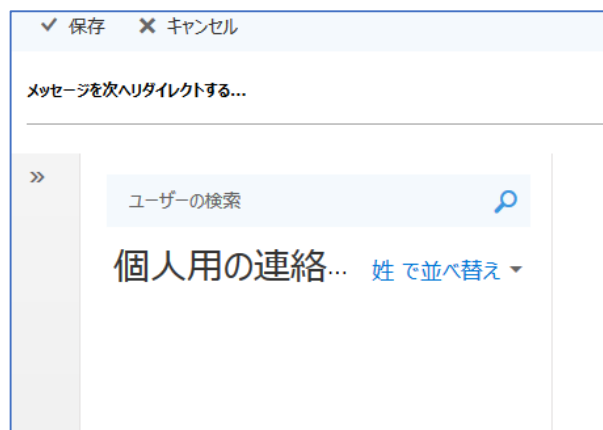 保存 キャンセル
メッセージを次へリダイレクトする...
»
ユーザーの検索
個人用の連絡... 姓 で並べ替え